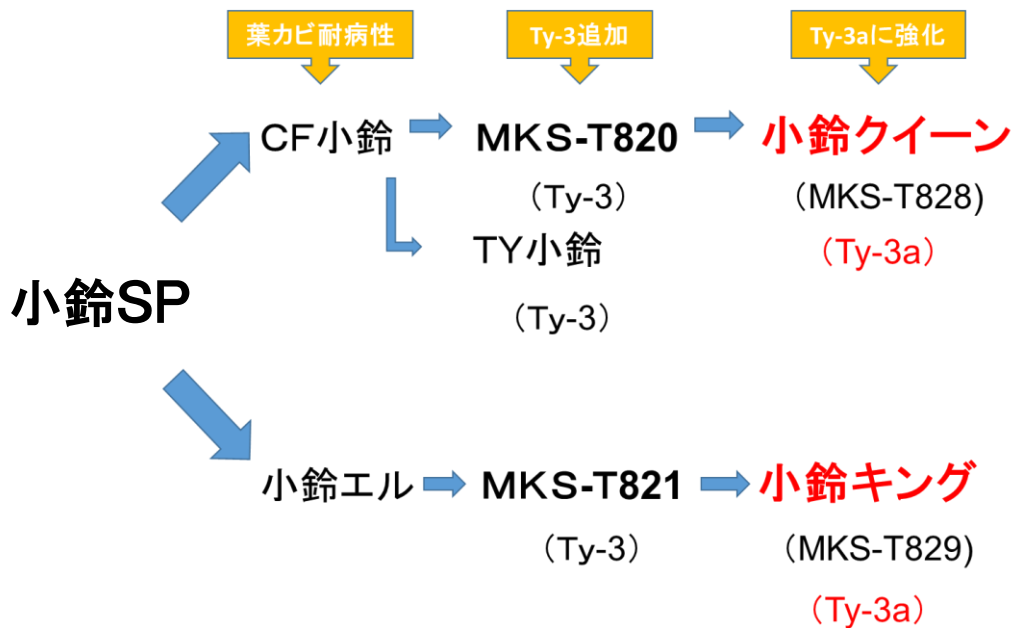 葉カビ耐病性
Ty-3追加
Ty-3aに強化
CF小鈴
MKS-T820
小鈴クイーン
（Ty-3）
（MKS-T828)
TY小鈴
（Ty-3a）
小鈴SP
（Ty-3）
小鈴エル
MKS-T821
小鈴キング
（Ty-3）
（MKS-T829)
（Ty-3a）